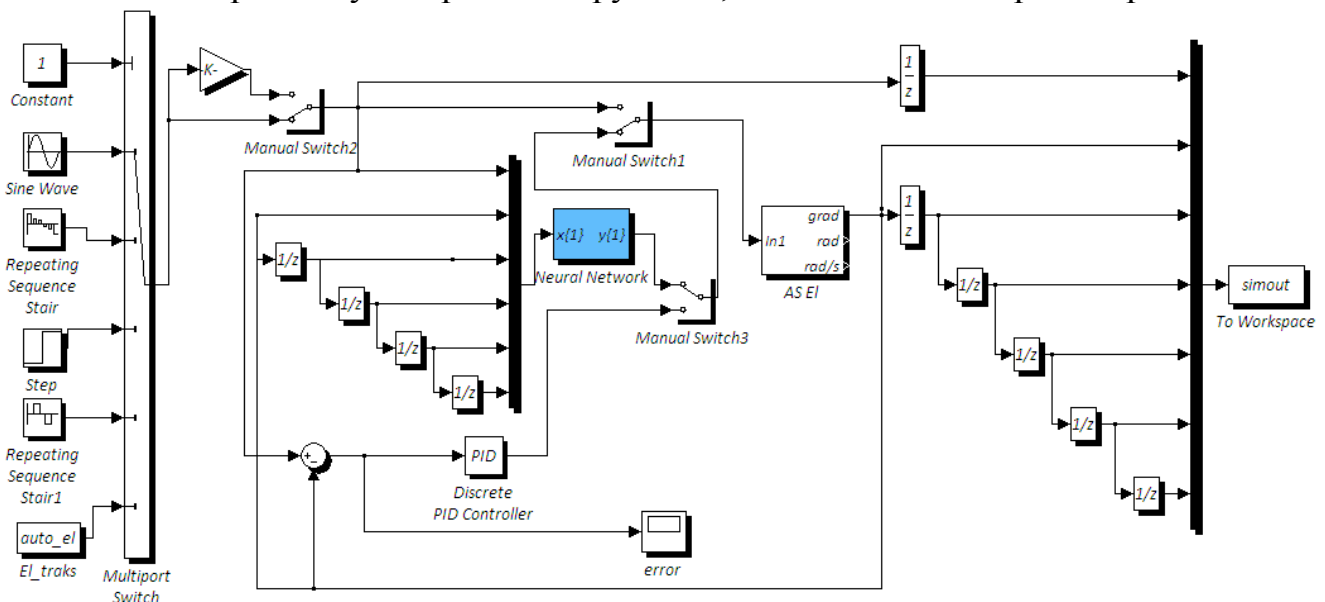 1
Constant
-K-
Manual Switch2
1
z
Manual Switch1
Sine Wave
Repeating
Sequence
Stair
x{1} y{1}
Neural Network
In1
grad
rad
rad/s
AS El
1
z
1/z
1/z
1/z
1/z
Manual Switch3
1/z
1/z
1/z
1/z
simout
To Workspace
Step
Repeating
Sequence
Stair1
+
-
PID
Discrete
PID Controller
error
auto_el
El_traks
Multiport
Switch